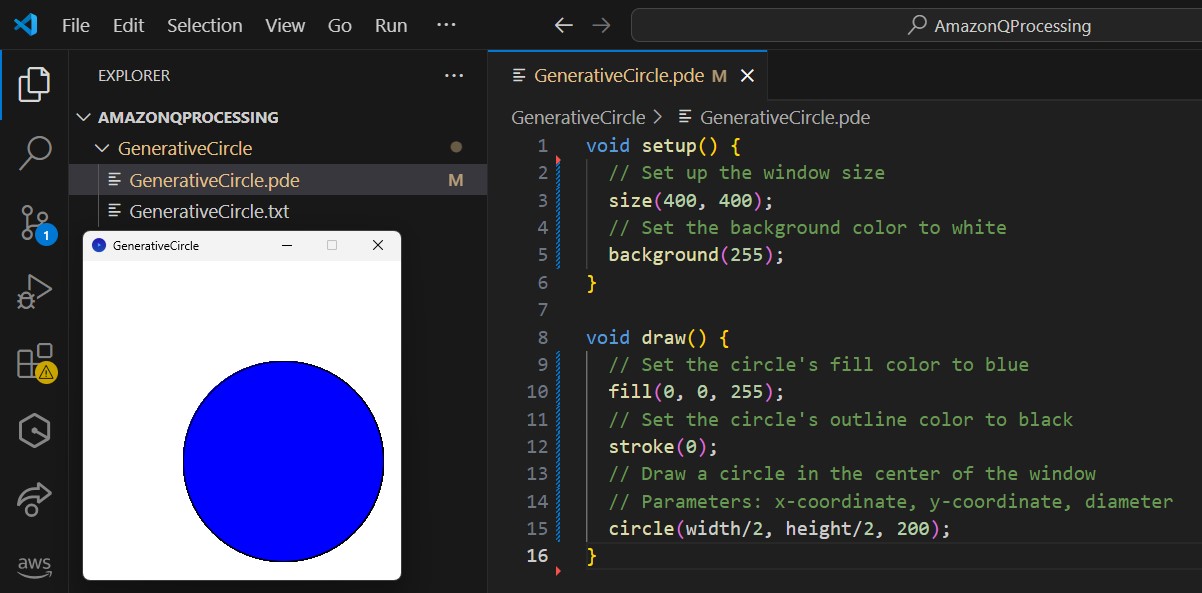 File Edit Selection View Go Run ··· AmazonQProcessing
EXPLORER ···
AMAZONQPROCESSING
GenerativeCircle
GenerativeCircle.pde M
GenerativeCircle.txt
1
aws
GenerativeCircle
GenerativeCircle.pde M
GenerativeCircle > GenerativeCircle.pde
1 void setup() {
2 // Set up the window size
3 size(400, 400);
4 // Set the background color to white
5 background(255);
6 }
7
8 void draw() {
9 // Set the circle's fill color to blue
10 fill(0, 0, 255);
11 // Set the circle's outline color to black
12 stroke(0);
13 // Draw a circle in the center of the window
14 // Parameters: x-coordinate, y-coordinate, diameter
15 circle(width/2, height/2, 200);
16 }